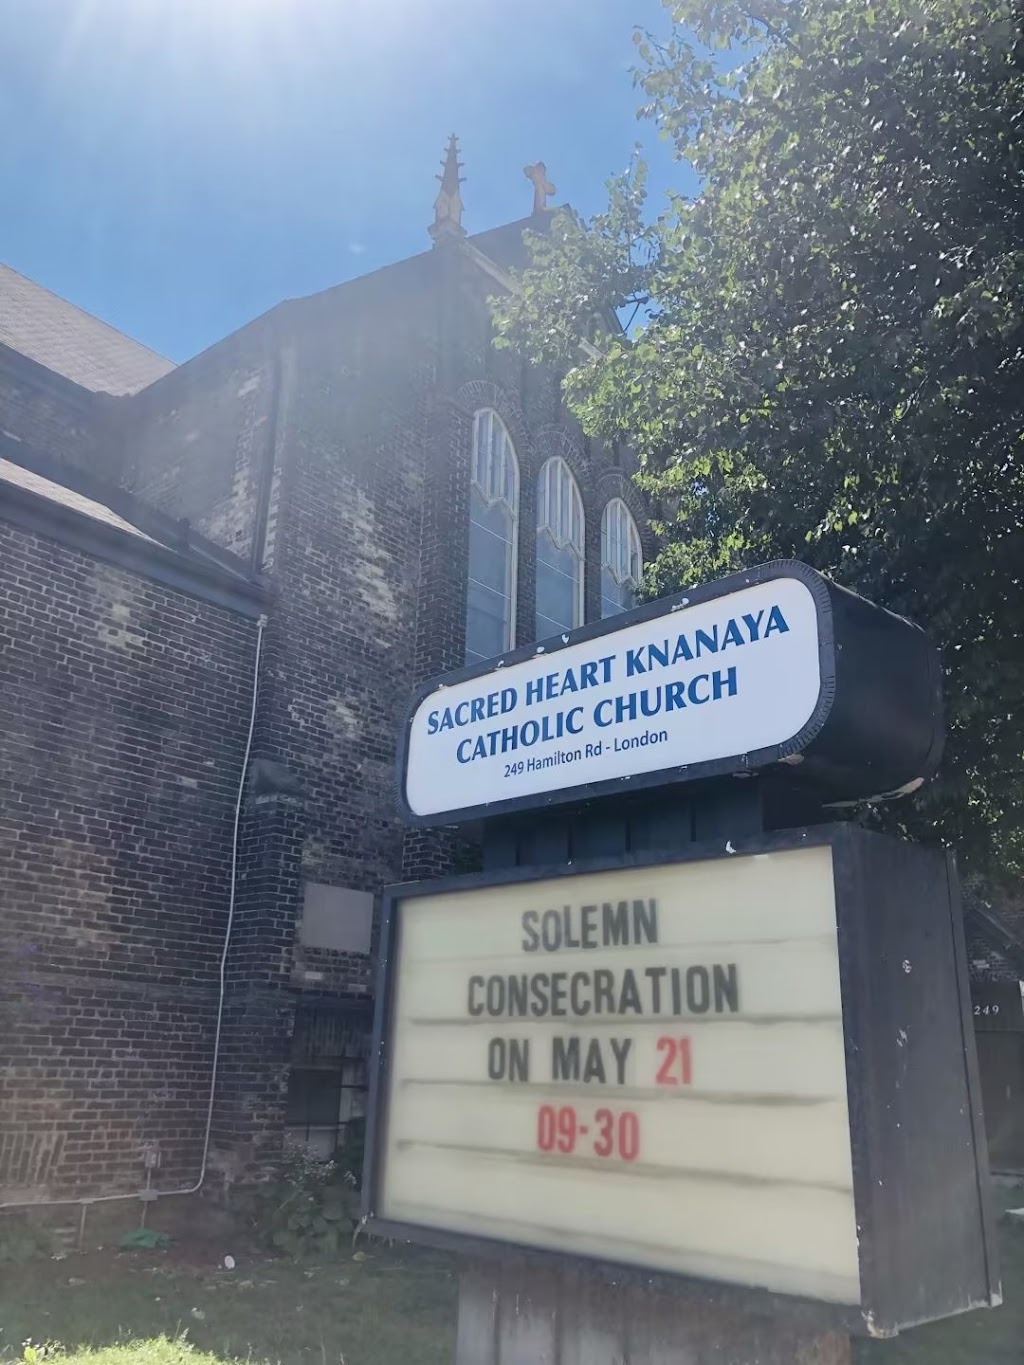 SACRED HEART KNANAYA
CATHOLIC CHURCH
249 Hamilton Rd - London
SOLEMN
CONSECRATION
ON MAY 21
09-30
249